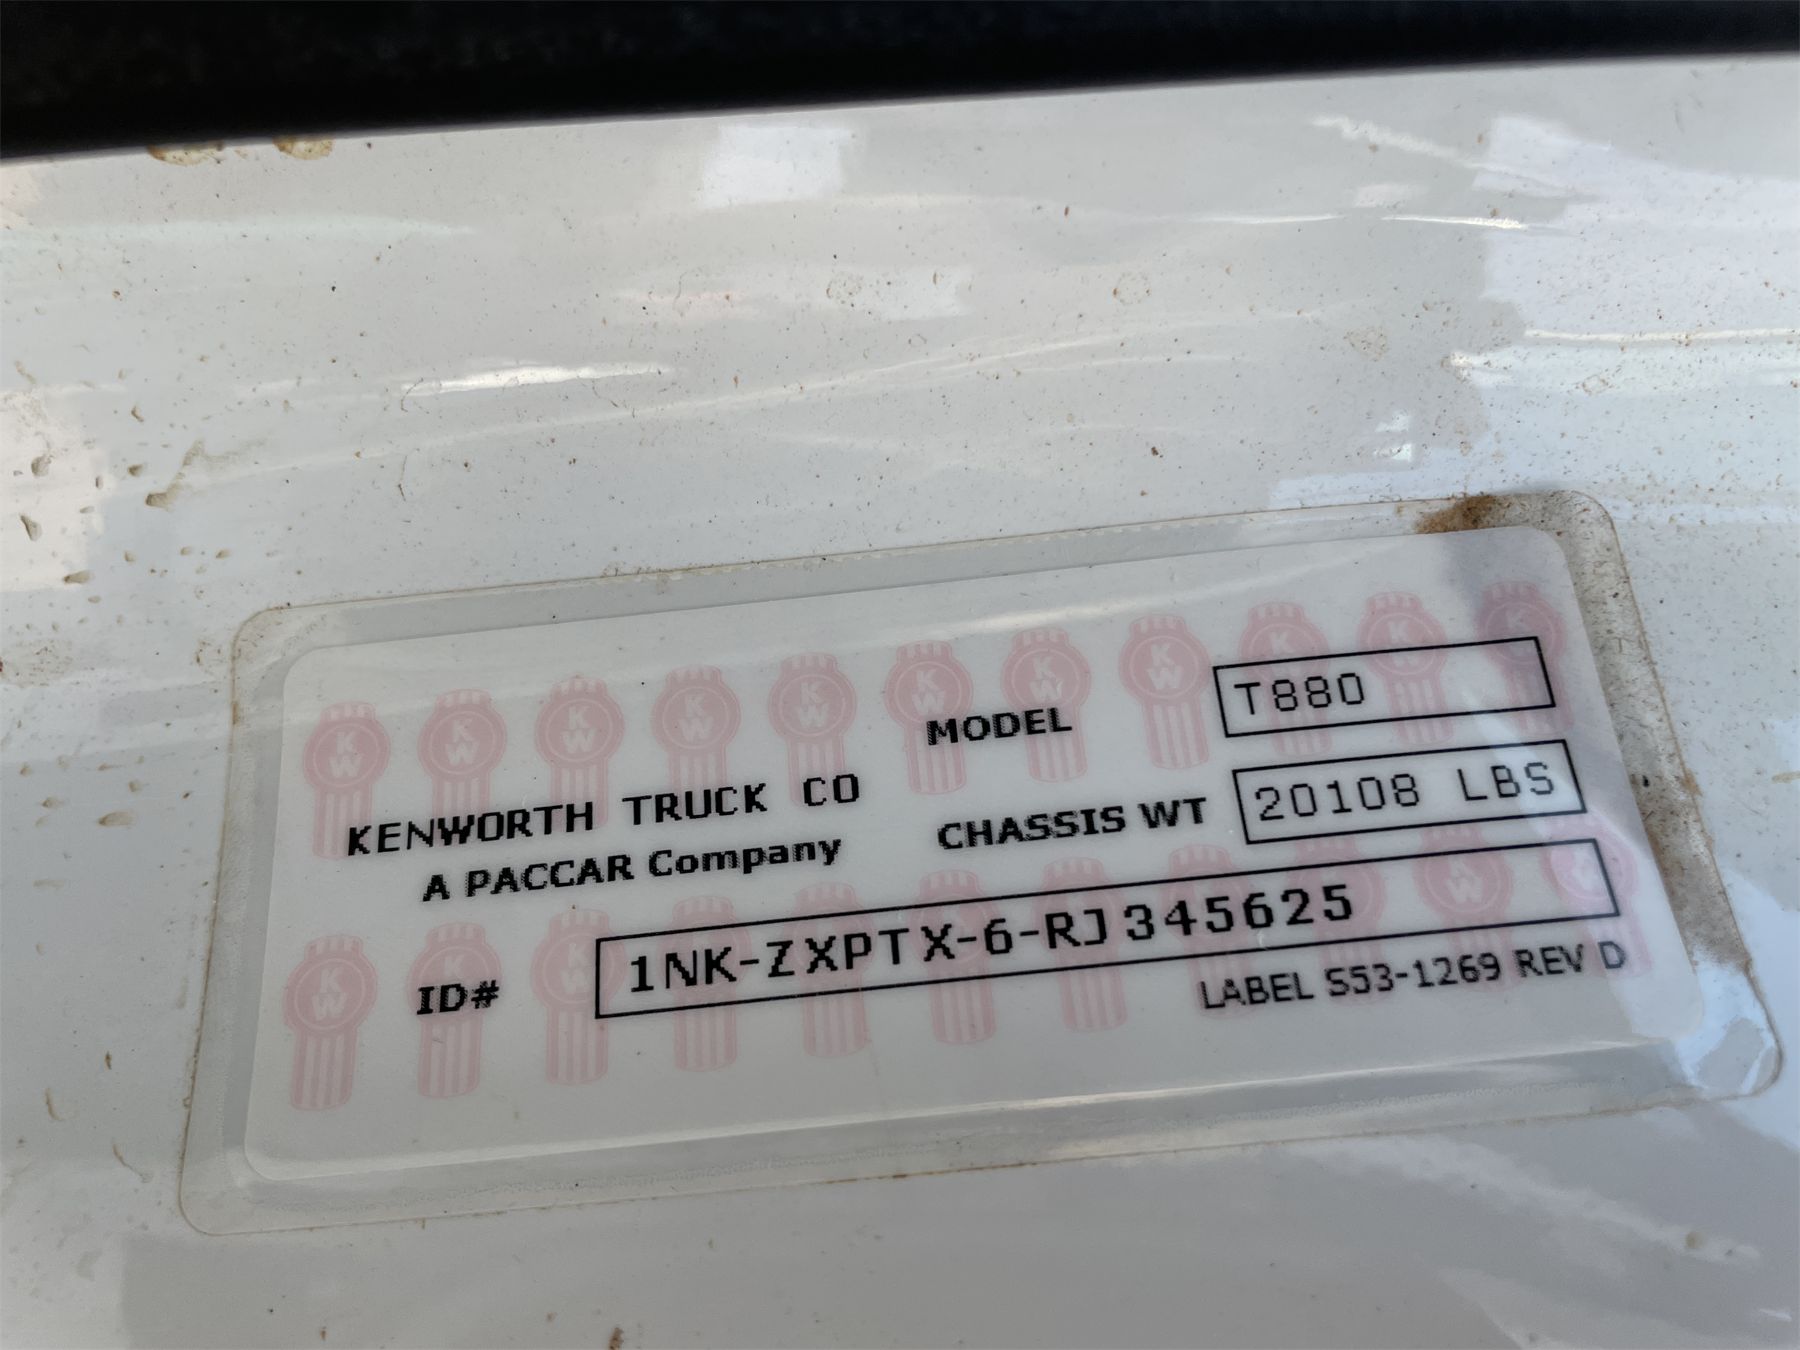 MODEL T880
KENWORTH TRUCK CO
CHASSIS WT 20108 LBS
A PACCAR Company
ID# 1NK-ZXPTX-6-RJ345625
LABEL S53-1269 REV D